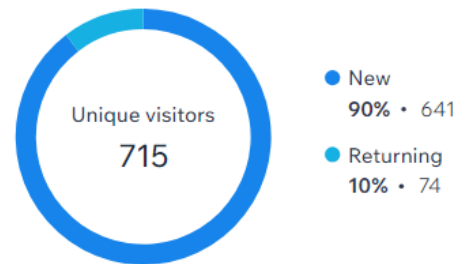 Unique visitors
715
New
90% • 641
Returning
10% • 74